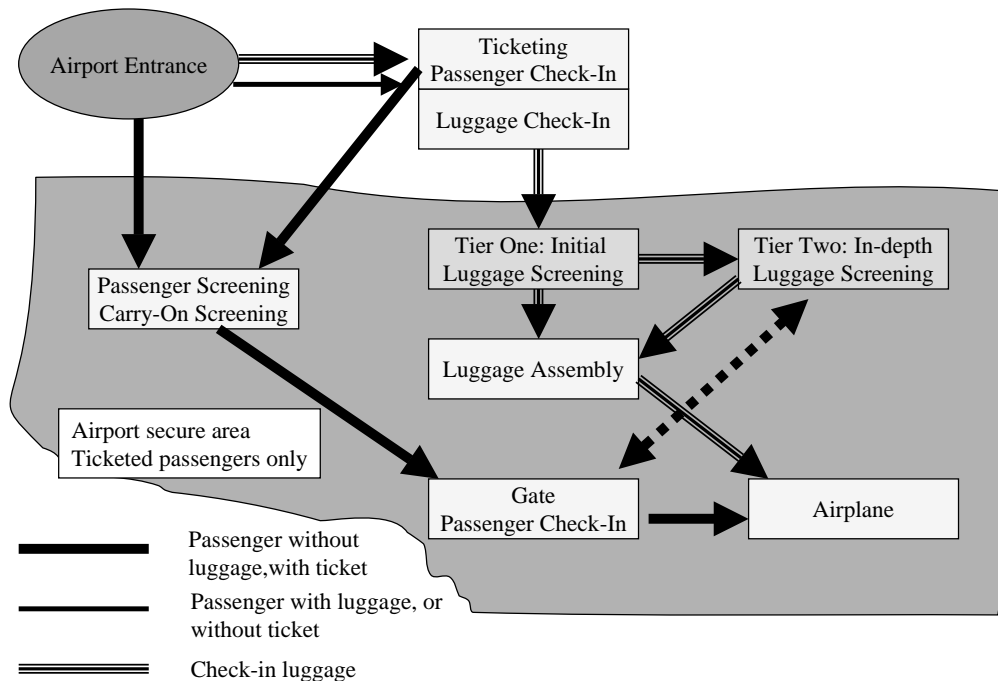 Airport Entrance
Ticketing
Passenger Check-In
Luggage Check-In
Tier One: Initial
Luggage Screening
Tier Two: In-depth
Luggage Screening
Passenger Screening
Carry-On Screening
Luggage Assembly
Airport secure area
Ticketed passengers only
Gate
Passenger Check-In
Airplane
Passenger without
luggage,with ticket
Passenger with luggage, or
without ticket
Check-in luggage